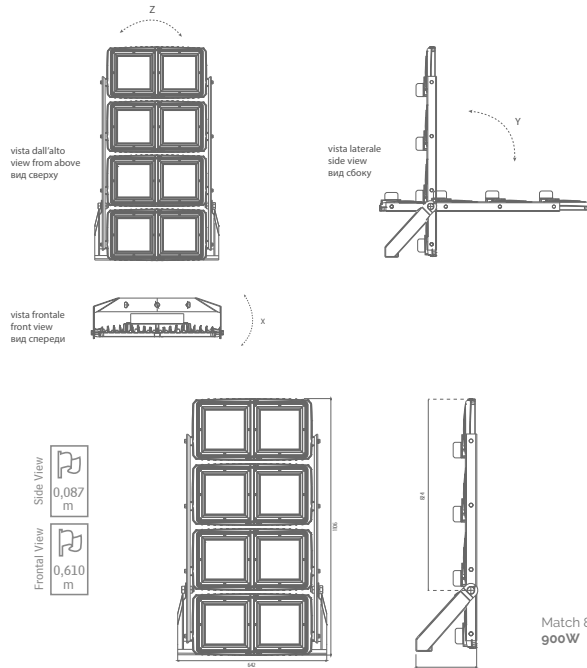 Z
vista dall'alto
view from above
вид сверху
vista laterale
side view
вид сбоку
Y
vista frontale
front view
вид спереди
X
Side View
0,087
m
Frontal View
0,610
m
642
Match 8
900W